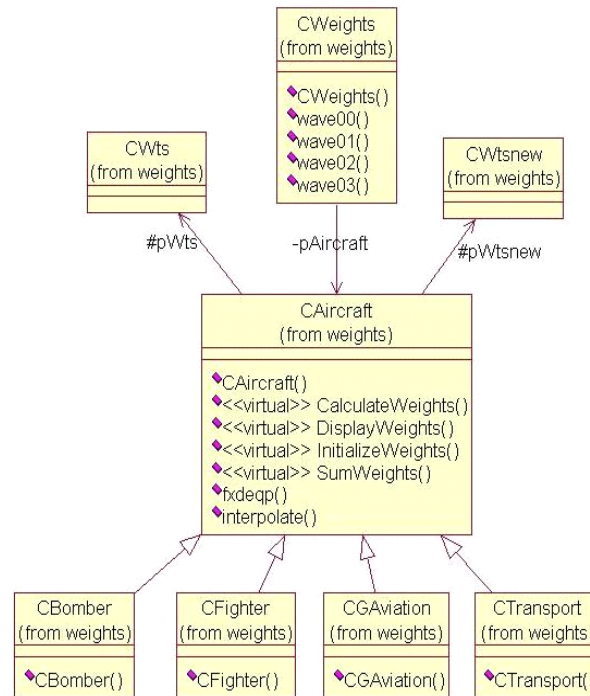 CWeights
(from weights)
CWeights()
wave00()
wave01()
wave02()
wave03()
CWts
(from weights)
CWtsnew
(from weights)
#pWts
-pAircraft
#pWtsnew
CAircraft
(from weights)
CAircraft()
<<virtual>> CalculateWeights()
<<virtual>> DisplayWeights()
<<virtual>> InitializeWeights()
<<virtual>> SumWeights()
fxdeqp()
interpolate()
CBomber
(from weights)
CBomber()
CFighter
(from weights)
CFighter()
CGAviation
(from weights)
CGAviation()
CTransport
(from weights
CTransport(